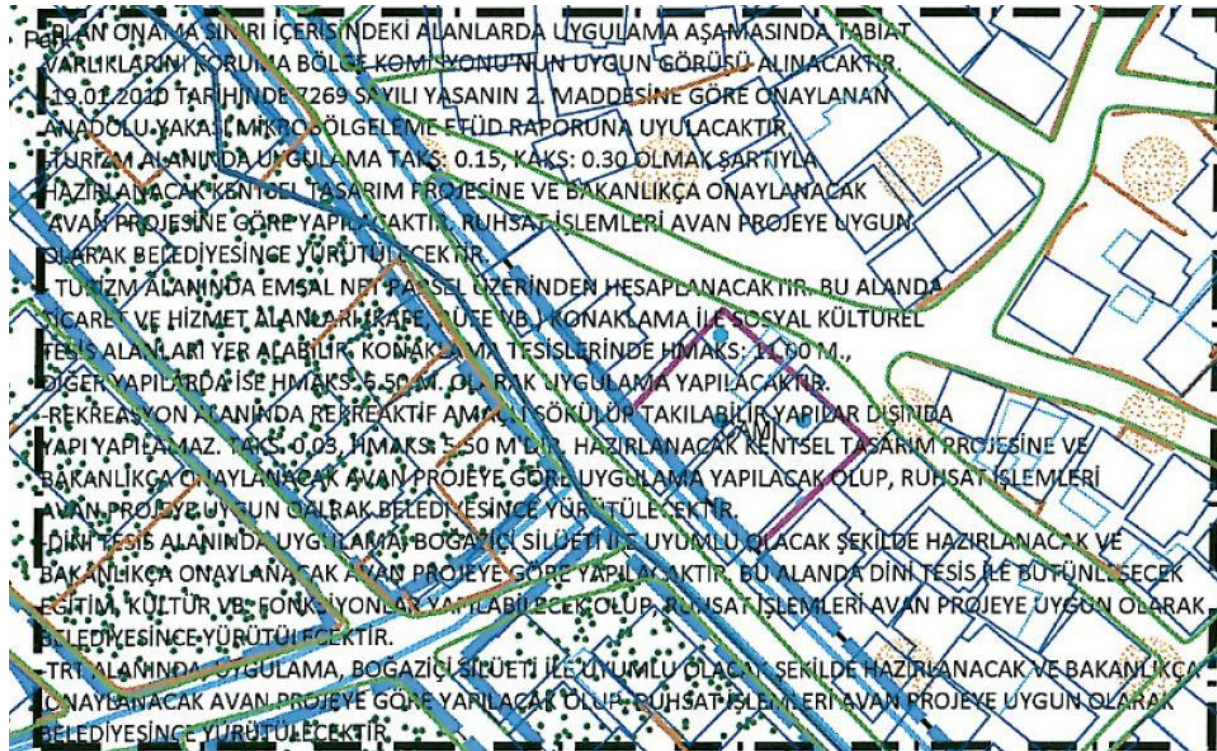 -PLAN ONAMA SINIRI İÇERİSİNDEKİ ALANLARDA UYGULAMA AŞAMASINDA TABİAT
VARLIKLARINI KORUMA BÖLGE KOMİSYONU'NUN UYGUN GÖRÜSÜ ALINACAKTIR.
-19.01.2010 TARİHİNDE 7269 SAYILI YASANIN 2. MADDESİNE GÖRE ONAYLANAN
ANADOLU YAKASI MİKROBÖLGELEME ETÜD RAPORUNA UYULACAKTIR.
-TURİZM ALANINDA UYGULAMA TAKS: 0.15, KAKS: 0.30 OLMAK ŞARTIYLA
HAZIRLANACAK KENTSEL TASARIM PROJESİNE VE BAKANLIKÇA ONAYLANACAK
AVAN PROJESİNE GÖRE YAPILACAKTIR, RUHSAT İŞLEMLERİ AVAN PROJEYE UYGUN
OLARAK BELEDİYESİNCE YÜRÜTÜLECEKTİR.
- TURİZM ALANINDA EMSAL NET PARSEL ÜZERİNDEN HESAPLANACAKTIR. BU ALANDA
TİCARET VE HİZMET ALANLARI (KAFE, BÜFE VB.) KONAKLAMA İLE SOSYAL KÜLTÜREL
TESİS ALANLARI YER ALABİLİR. KONAKLAMA TESİSLERİNDE HMAKS: 11.00 M.,
DİĞER YAPILARDA İSE HMAKS: 6.50 M. OLARAK UYGULAMA YAPILACAKTIR.
-REKREASYON ALANINDA REKREAKTİF AMAÇLI SÖKÜLÜP TAKILABİLİR YAPILAR DIŞINDA
CAMİ
YAPI YAPILAMAZ. TAKS: 0.03, HMAKS: 5.50 M'DİR. HAZIRLANACAK KENTSEL TASARIM PROJESİNE VE
BAKANLIKÇA ONAYLANACAK AVAN PROJEYE GÖRE UYGULAMA YAPILACAK OLUP, RUHSAT İŞLEMLERİ
AVAN PROJEYE UYGUN OALRAK BELEDİYESİNCE YÜRÜTÜLECEKTİR.
-DİNİ TESİS ALANINDA UYGULAMA, BOĞAZİÇİ SİLÜETİ İLE UYUMLU OLACAK ŞEKİLDE HAZIRLANACAK VE
BAKANLIKÇA ONAYLANACAK AVAN PROJEYE GÖRE YAPILACAKTIR. BU ALANDA DİNİ TESİS İLE BÜTÜNLEŞECEK
EĞİTİM, KÜLTÜR VB. FONKSİYONLAR YAPILABİLECEK OLUP, RUHSAT İŞLEMLERİ AVAN PROJEYE UYGUN OLARAK
BELEDİYESİNCE YÜRÜTÜLECEKTİR.
-TRT ALANINDA UYGULAMA, BOĞAZİÇİ SİLÜETİ İLE UYUMLU OLACAK ŞEKİLDE HAZIRLANACAK VE BAKANLIKÇA
ONAYLANACAK AVAN PROJEYE GÖRE YAPILAÇAK OLUP, RUHSAT İŞLEMLERİ AVAN PROJEYE UYGUN OLARAK
BELEDİYESİNCE YÜRÜTÜLECEKTİR.